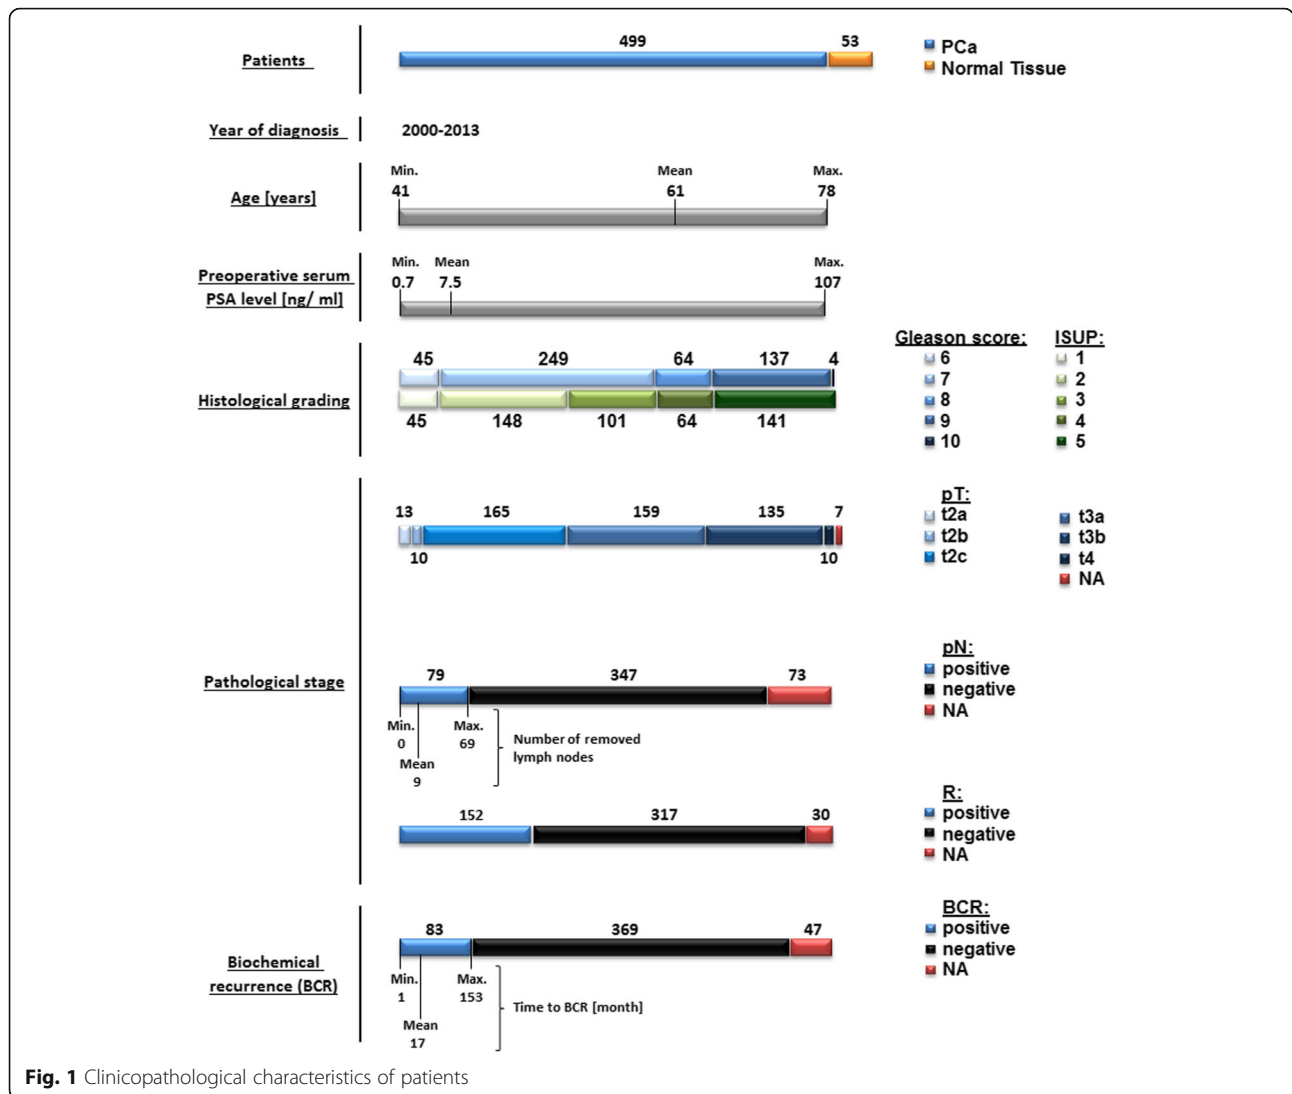 499 53
Patients
PCa
Normal Tissue
Year of diagnosis
2000-2013
Min. Mean Max.
41 61 78
Age [years]
Min. Mean Max.
0.7 7.5 107
Preoperative serum
PSA level [ng/ ml]
45 249 64 137 4
Histological grading
45 148 101 64 141
Gleason score: ISUP:
6 1
7 2
8 3
9 4
10 5
13 165 159 135 7
10 10
pT:
t2a t3a
t2b t3b
t2c t4
NA
Pathological stage
79 347 73
Min. Max.
0 69
Mean
9
Number of removed
lymph nodes
pN:
positive
negative
NA
152 317 30
R:
positive
negative
NA
83 369 47
Biochemical
recurrence (BCR)
Min. Max.
1 153
Mean
17
Time to BCR [month]
BCR:
positive
negative
NA
Fig. 1 Clinicopathological characteristics of patients